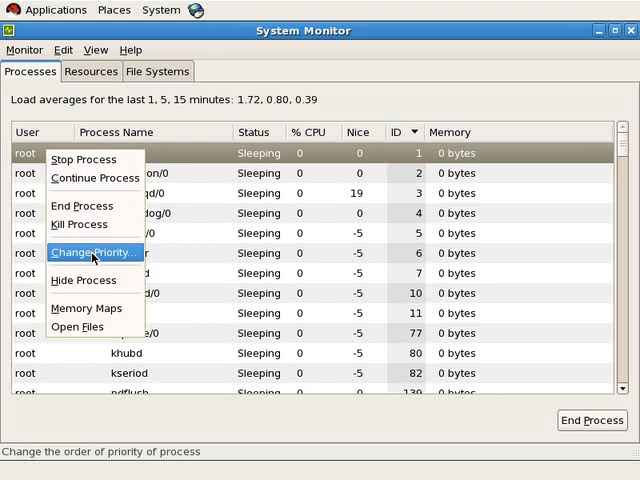 Applications Places System
System Monitor
Monitor Edit View Help
Processes Resources File Systems
Load averages for the last 1, 5, 15 minutes: 1.72, 0.80, 0.39
User Process Name Status % CPU Nice ID Memory
root Sleeping 0 0 1 0 bytes
root on/0 Sleeping 0 0 2 0 bytes
root qd/0 Sleeping 0 19 3 0 bytes
root dog/0 Sleeping 0 0 4 0 bytes
root /0 Sleeping 0 -5 5 0 bytes
root r Sleeping 0 -5 6 0 bytes
root d Sleeping 0 -5 7 0 bytes
root d/0 Sleeping 0 -5 10 0 bytes
root Sleeping 0 -5 11 0 bytes
root e/0 Sleeping 0 -5 77 0 bytes
root khubd Sleeping 0 -5 80 0 bytes
root kseriod Sleeping 0 -5 82 0 bytes
root pdflush Sleeping 0 0 139 0 bytes
Stop Process
Continue Process
End Process
Kill Process
Change Priority...
Hide Process
Memory Maps
Open Files
End Process
Change the order of priority of process